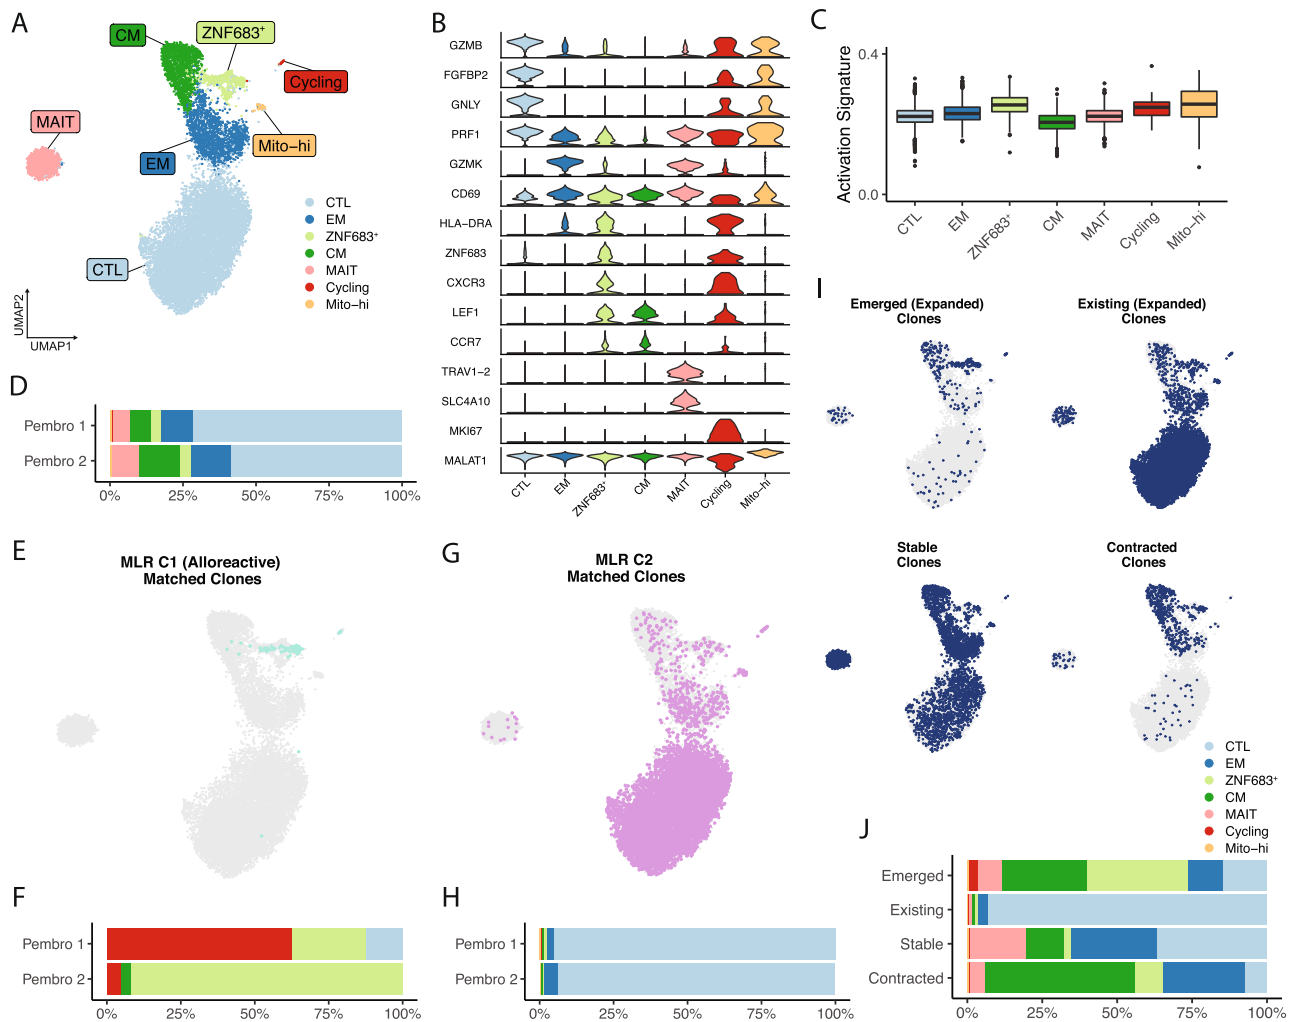 A
CM
ZNF683+
Cycling
MAIT
EM
Mito-hi
CTL
CTL
EM
ZNF683+
CM
MAIT
Cycling
Mito-hi
UMAP2
UMAP1
B
GZMB
FGFBP2
GNLY
PRF1
GZMK
CD69
HLA-DRA
ZNF683
CXCR3
LEF1
CCR7
TRAV1-2
SLC4A10
MKI67
MALAT1
CTL EM ZNF683+ CM MAIT Cycling Mito-hi
C
Activation Signature
0.4
0.0
CTL EM ZNF683+ CM MAIT Cycling Mito-hi
D
Pembro 1
Pembro 2
0% 25% 50% 75% 100%
E
MLR C1 (Alloreactive)
Matched Clones
F
Pembro 1
Pembro 2
0% 25% 50% 75% 100%
G
MLR C2
Matched Clones
H
Pembro 1
Pembro 2
0% 25% 50% 75% 100%
I
Emerged (Expanded)
Clones
Existing (Expanded)
Clones
Stable
Clones
Contracted
Clones
CTL
EM
ZNF683+
CM
MAIT
Cycling
Mito-hi
J
Emerged
Existing
Stable
Contracted
0% 25% 50% 75% 100%